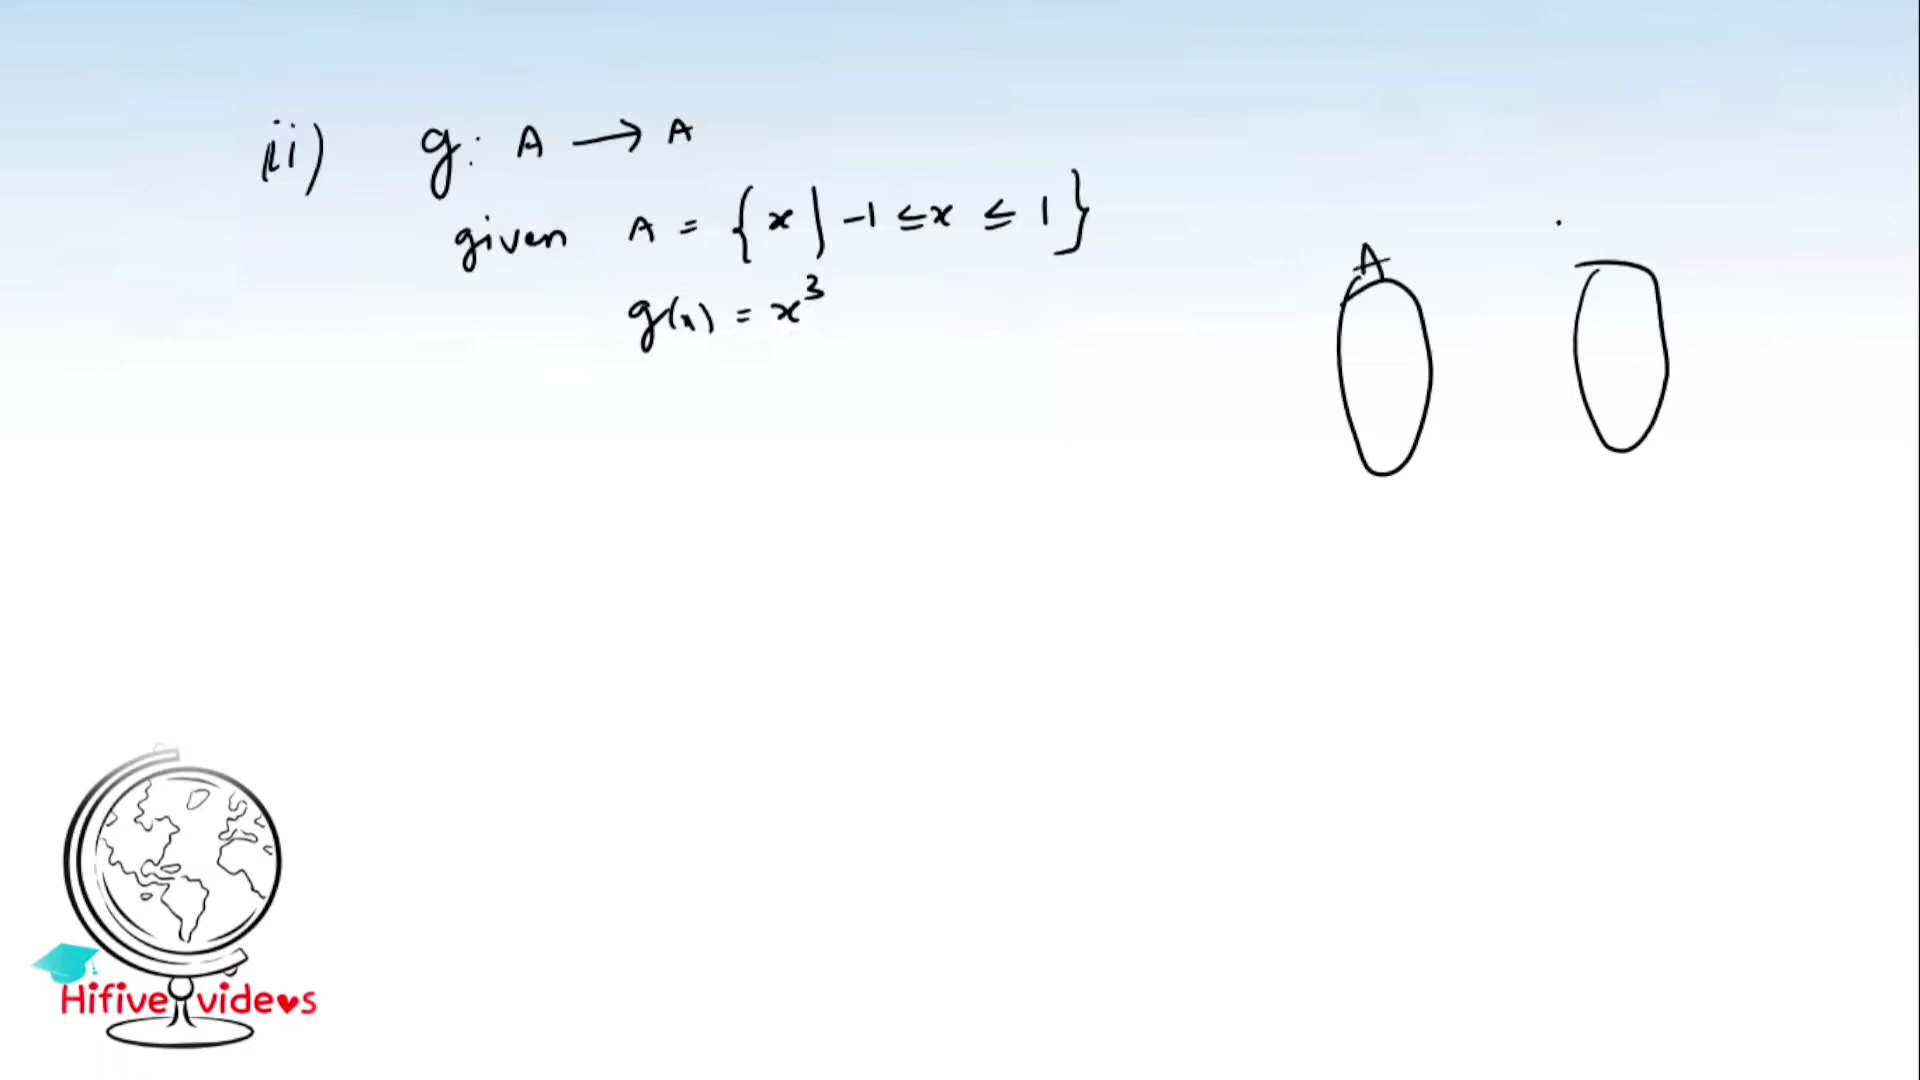 ii) g: A → A
given A = {x | -1 ≤ x ≤ 1}
g(x) = x³
A
Hifive videos